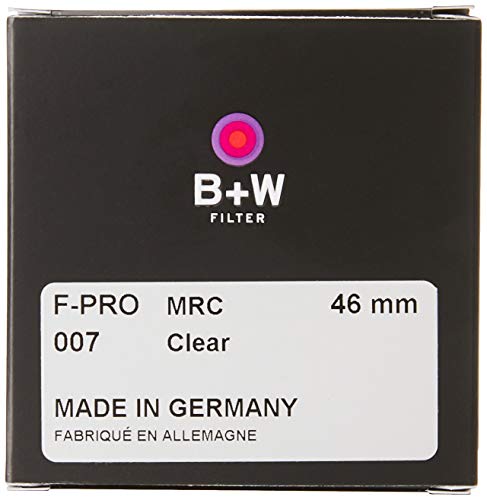 B+W
FILTER
F-PRO MRC 46 mm
007 Clear
MADE IN GERMANY
FABRIQUÉ EN ALLEMAGNE